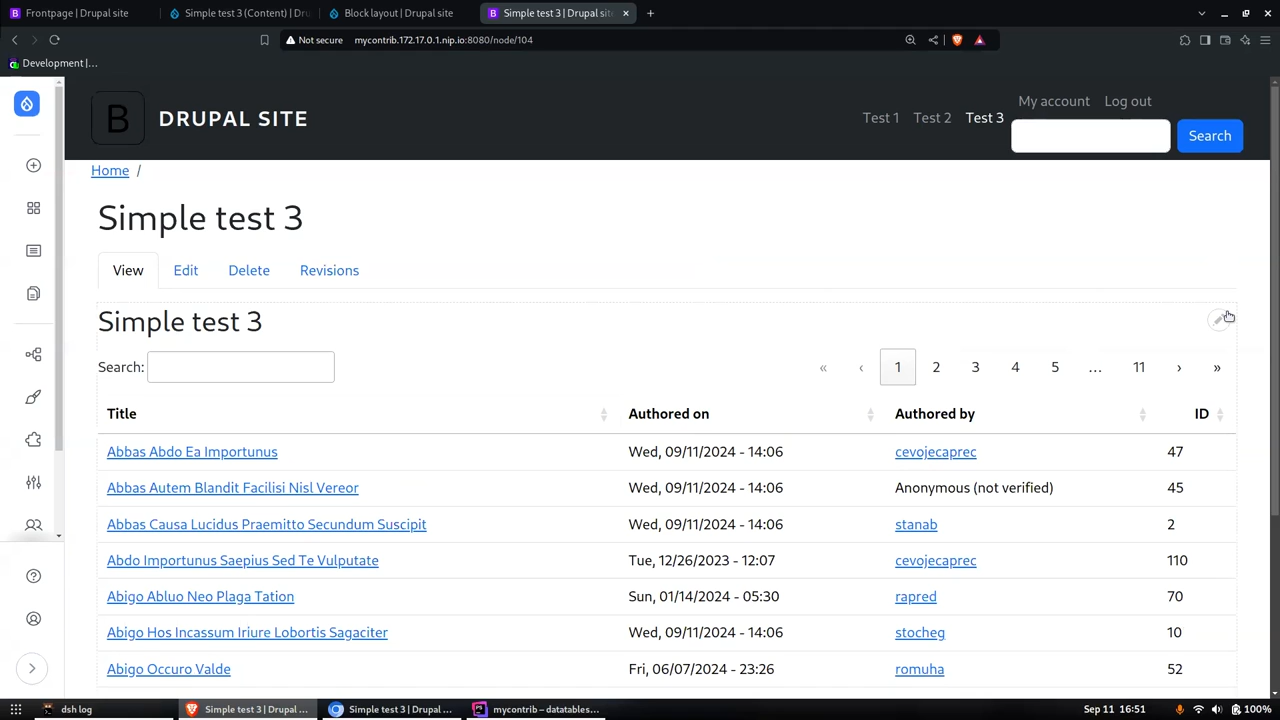 Frontpage | Drupal site
Simple test 3 (Content) | Dru
Block layout | Drupal site
Simple test 3 | Drupal site
Not secure
mycontrib.172.17.0.1.nip.io:8080/node/104
Development |...
B
DRUPAL SITE
My account
Log out
Test 1
Test 2
Test 3
Search
Home /
Simple test 3
View
Edit
Delete
Revisions
Simple test 3
Search:
« ‹ 1 2 3 4 5 ... 11 › »
Title Authored on Authored by ID
Abbas Abdo Ea Importunus Wed, 09/11/2024 - 14:06 cevojecaprec 47
Abbas Autem Blandit Facilisi Nisl Vereor Wed, 09/11/2024 - 14:06 Anonymous (not verified) 45
Abbas Causa Lucidus Praemitto Secundum Suscipit Wed, 09/11/2024 - 14:06 stanab 2
Abdo Importunus Saepius Sed Te Vulputate Tue, 12/26/2023 - 12:07 cevojecaprec 110
Abigo Abluo Neo Plaga Tation Sun, 01/14/2024 - 05:30 rapred 70
Abigo Hos Incassum Iriure Lobortis Sagaciter Wed, 09/11/2024 - 14:06 stocheg 10
Abigo Occuro Valde Fri, 06/07/2024 - 23:26 romuha 52
dsh log
Simple test 3 | Drupal ...
Simple test 3 | Drupal ...
mycontrib – datatables...
Sep 11 16:51
100%